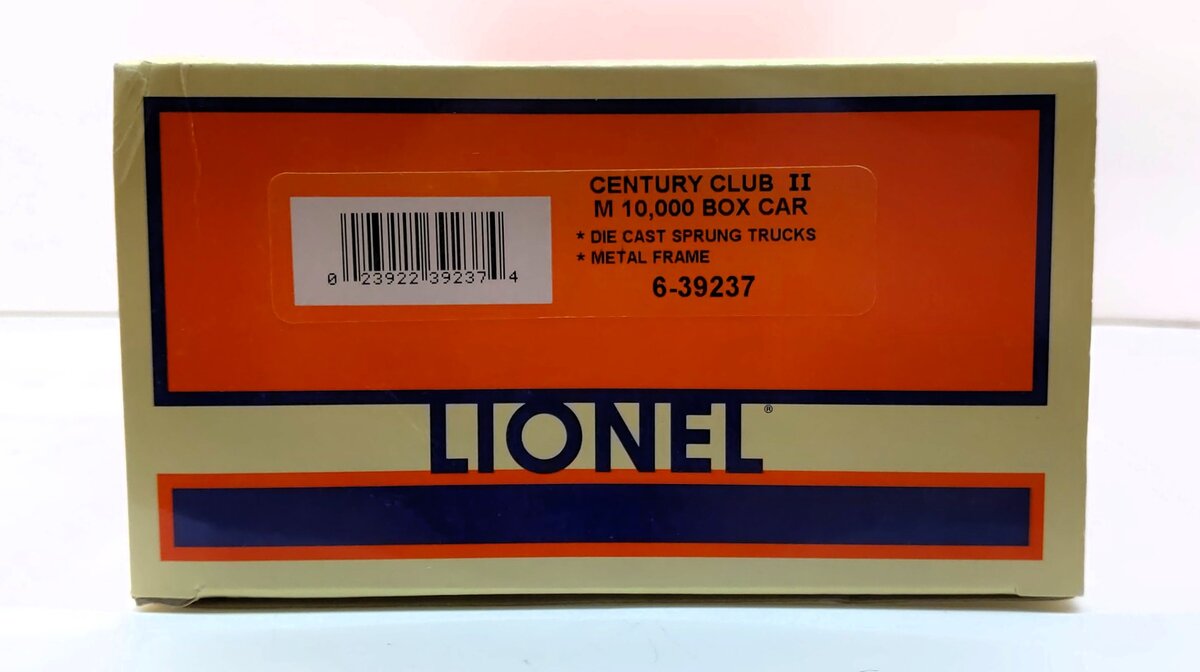 CENTURY CLUB II
M 10,000 BOX CAR
* DIE CAST SPRUNG TRUCKS
* METAL FRAME
6-39237
0 23922 39237 4
LIONEL®